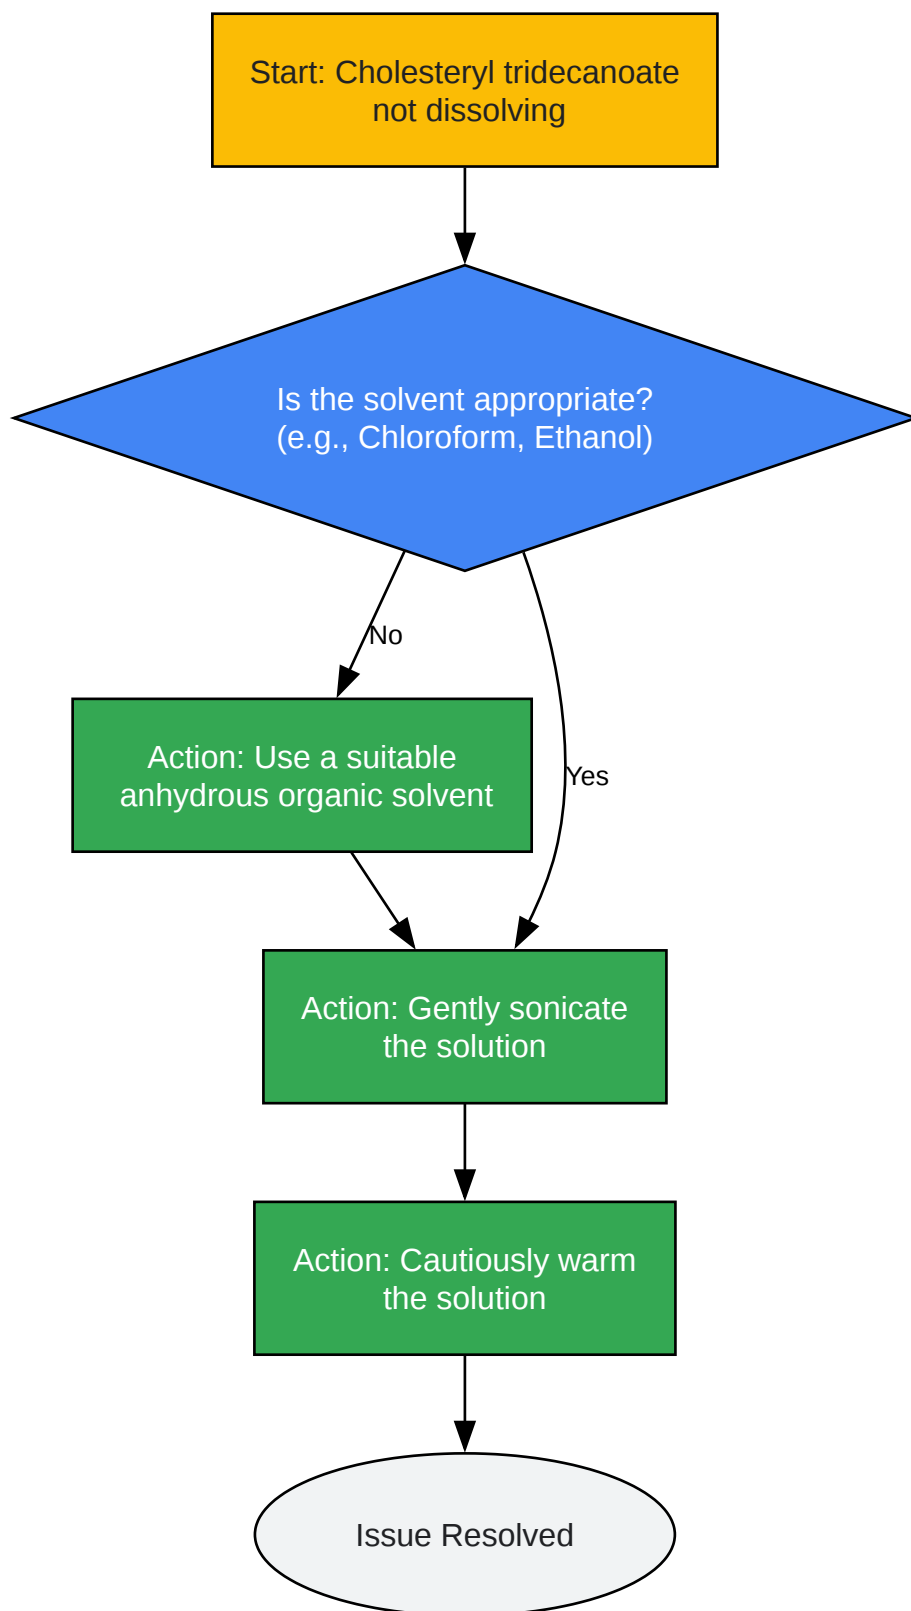 Start: Cholesteryl tridecanoate
not dissolving
Is the solvent appropriate?
(e.g., Chloroform, Ethanol)
No
Action: Use a suitable
anhydrous organic solvent
Yes
Action: Gently sonicate
the solution
Action: Cautiously warm
the solution
Issue Resolved